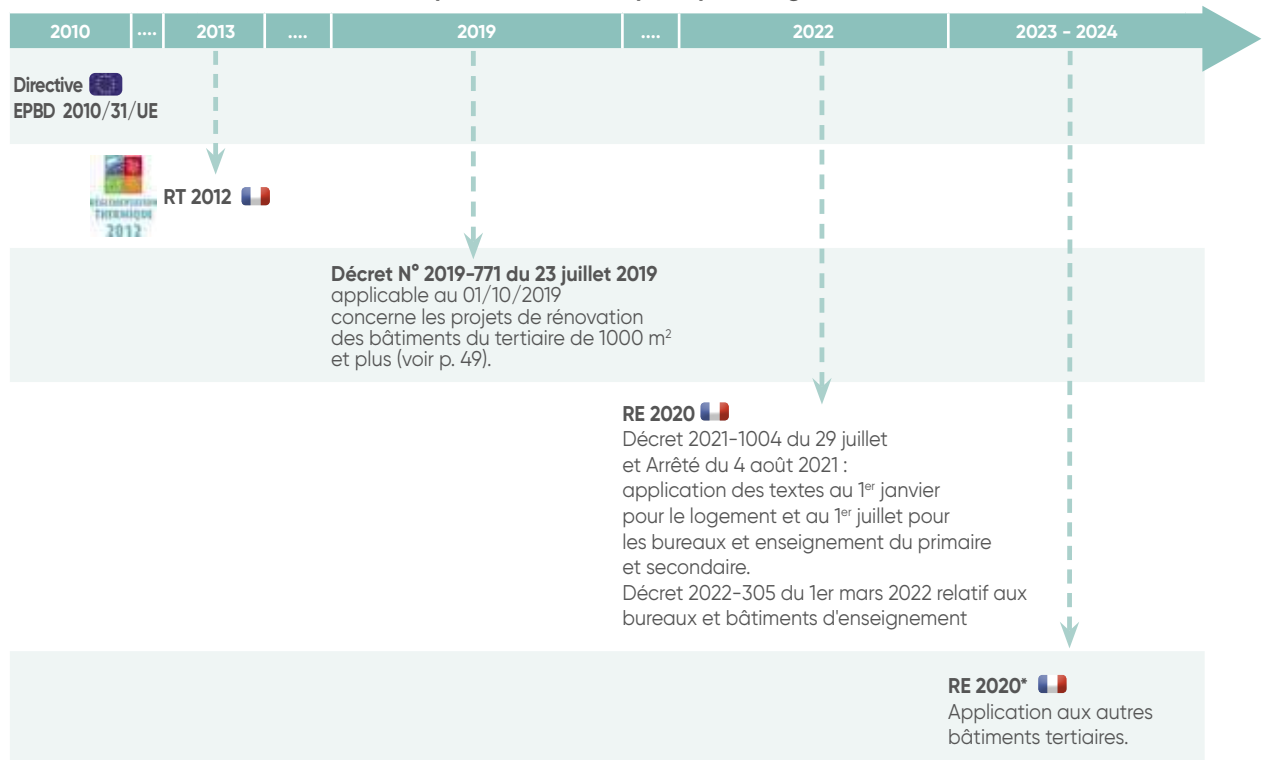 2010 .... 2013 .... 2019 .... 2022 2023 - 2024
Directive
EPBD 2010/31/UE
THERMIQUE
2012
RT 2012
Décret N° 2019-771 du 23 juillet 2019
applicable au 01/10/2019
concerne les projets de rénovation
des bâtiments du tertiaire de 1000 m²
et plus (voir p. 49).
RE 2020
Décret 2021-1004 du 29 juillet
et Arrêté du 4 août 2021 :
application des textes au 1er janvier
pour le logement et au 1er juillet pour
les bureaux et enseignement du primaire
et secondaire.
Décret 2022-305 du 1er mars 2022 relatif aux
bureaux et bâtiments d'enseignement
RE 2020*
Application aux autres
bâtiments tertiaires.